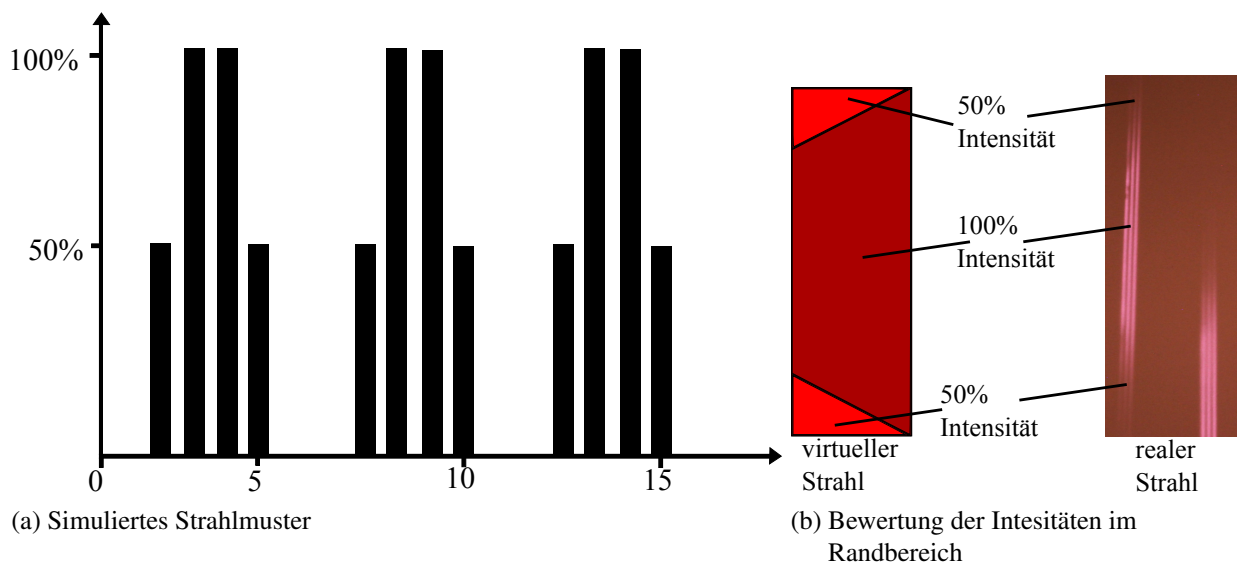 100%
50%
0
5
10
15
(a) Simuliertes Strahlmuster
50%
Intensität
100%
Intensität
50%
Intensität
virtueller
Strahl
realer
Strahl
(b) Bewertung der Intesitäten im
Randbereich